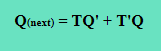 Q(next) = TQ' + T'Q